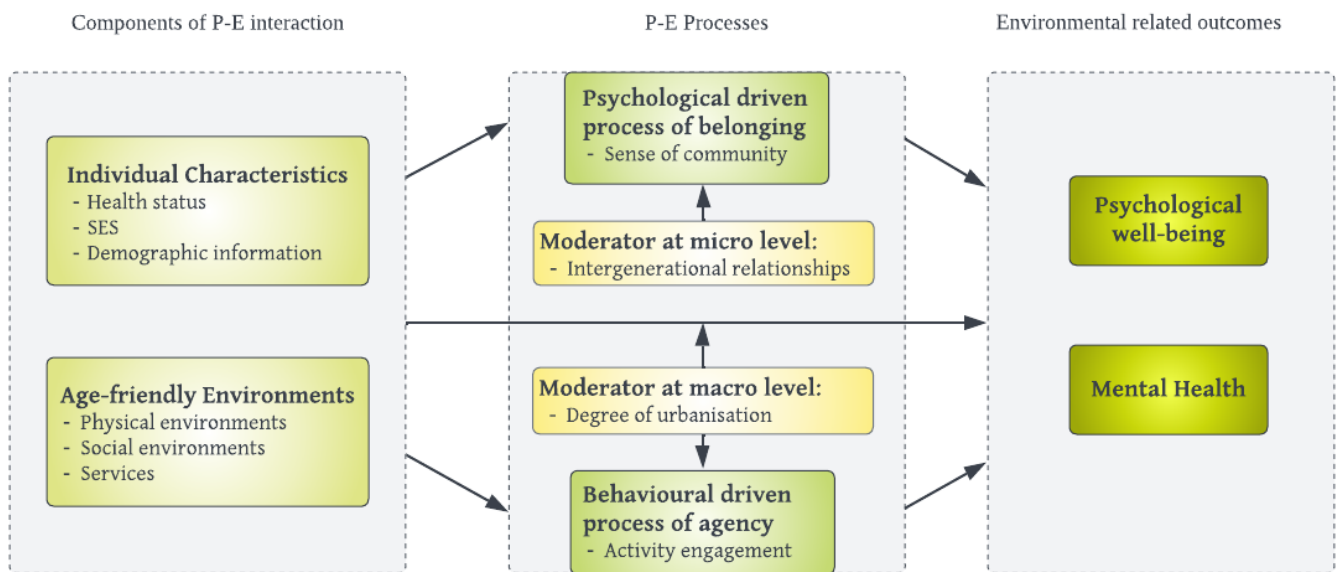 Components of P-E interaction
P-E Processes
Environmental related outcomes
Individual Characteristics
- Health status
- SES
- Demographic information
Age-friendly Environments
- Physical environments
- Social environments
- Services
Psychological driven
process of belonging
- Sense of community
Moderator at micro level:
- Intergenerational relationships
Moderator at macro level:
- Degree of urbanisation
Behavioural driven
process of agency
- Activity engagement
Psychological
well-being
Mental Health